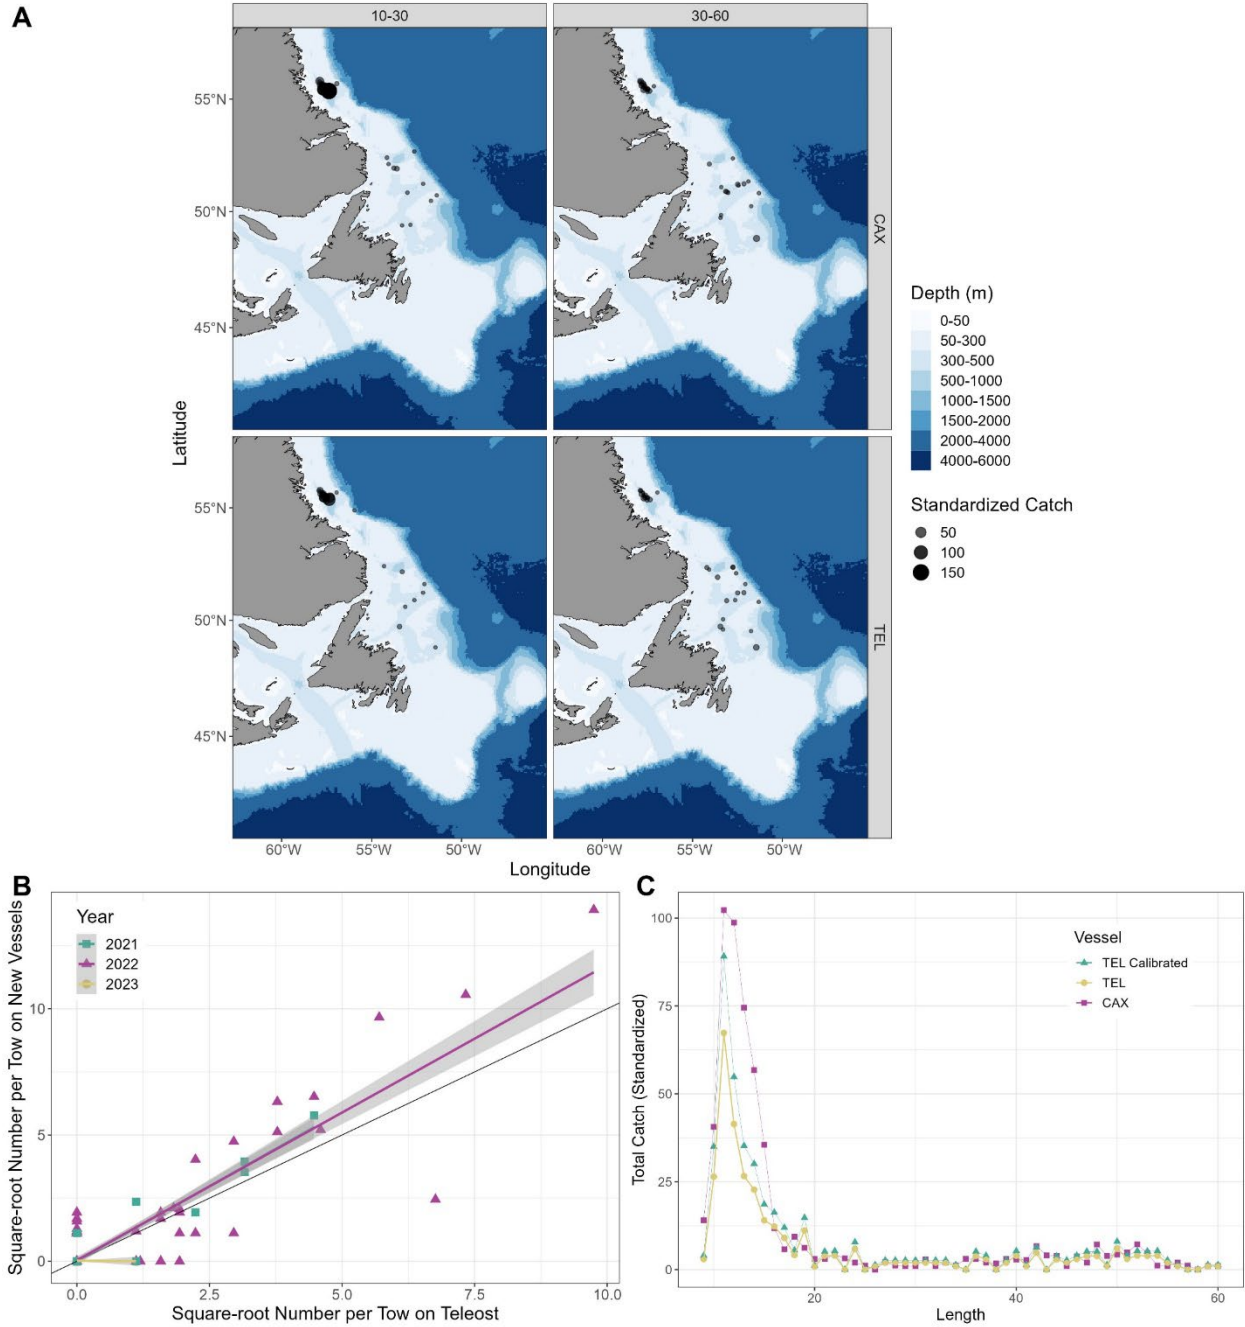 A
10-30
30-60
55°N
50°N
45°N
CAX
Latitude
55°N
50°N
45°N
TEL
60°W
55°W
50°W
60°W
55°W
50°W
Longitude
Depth (m)
0-50
50-300
300-500
500-1000
1000-1500
1500-2000
2000-4000
4000-6000
Standardized Catch
50
100
150
B
Square-root Number per Tow on New Vessels
10
5
0
Year
2021
2022
2023
0.0
2.5
5.0
7.5
10.0
Square-root Number per Tow on Teleost
C
Total Catch (Standardized)
100
75
50
25
0
Vessel
TEL Calibrated
TEL
CAX
20
40
60
Length